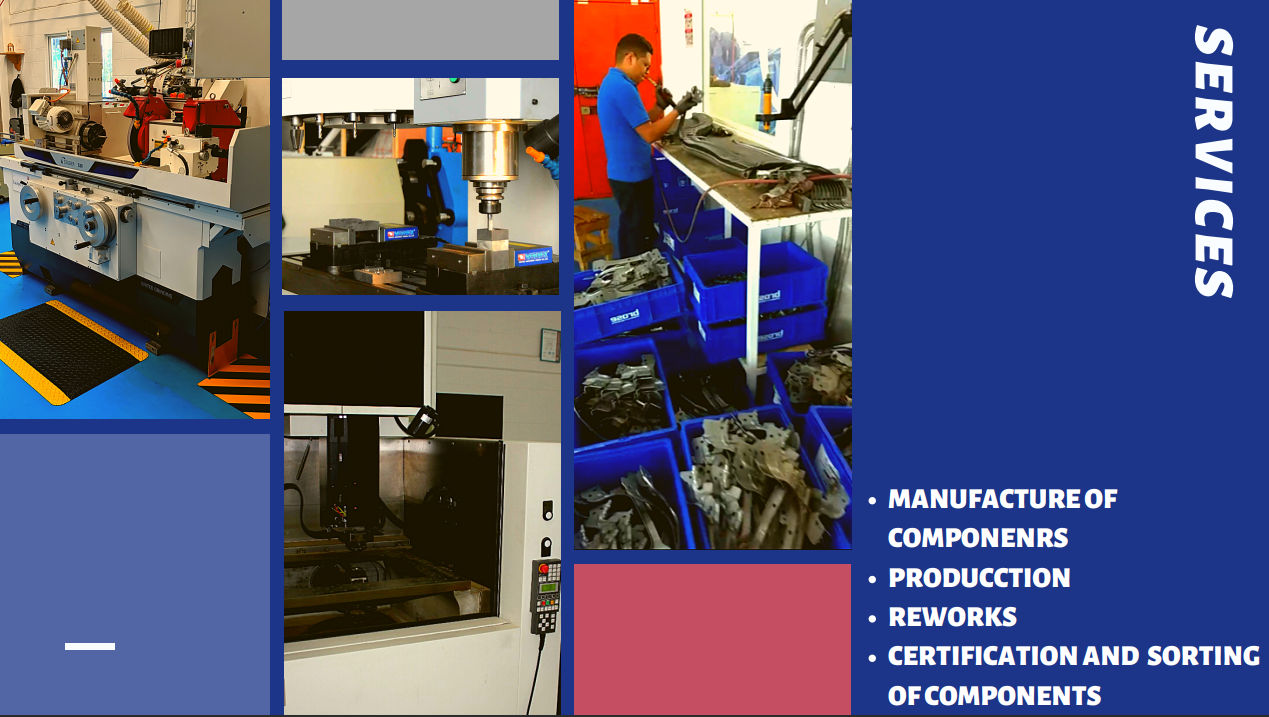 SERVICES
• MANUFACTURE OF
COMPONENRS
• PRODUCCTION
• REWORKS
• CERTIFICATION AND SORTING
OF COMPONENTS